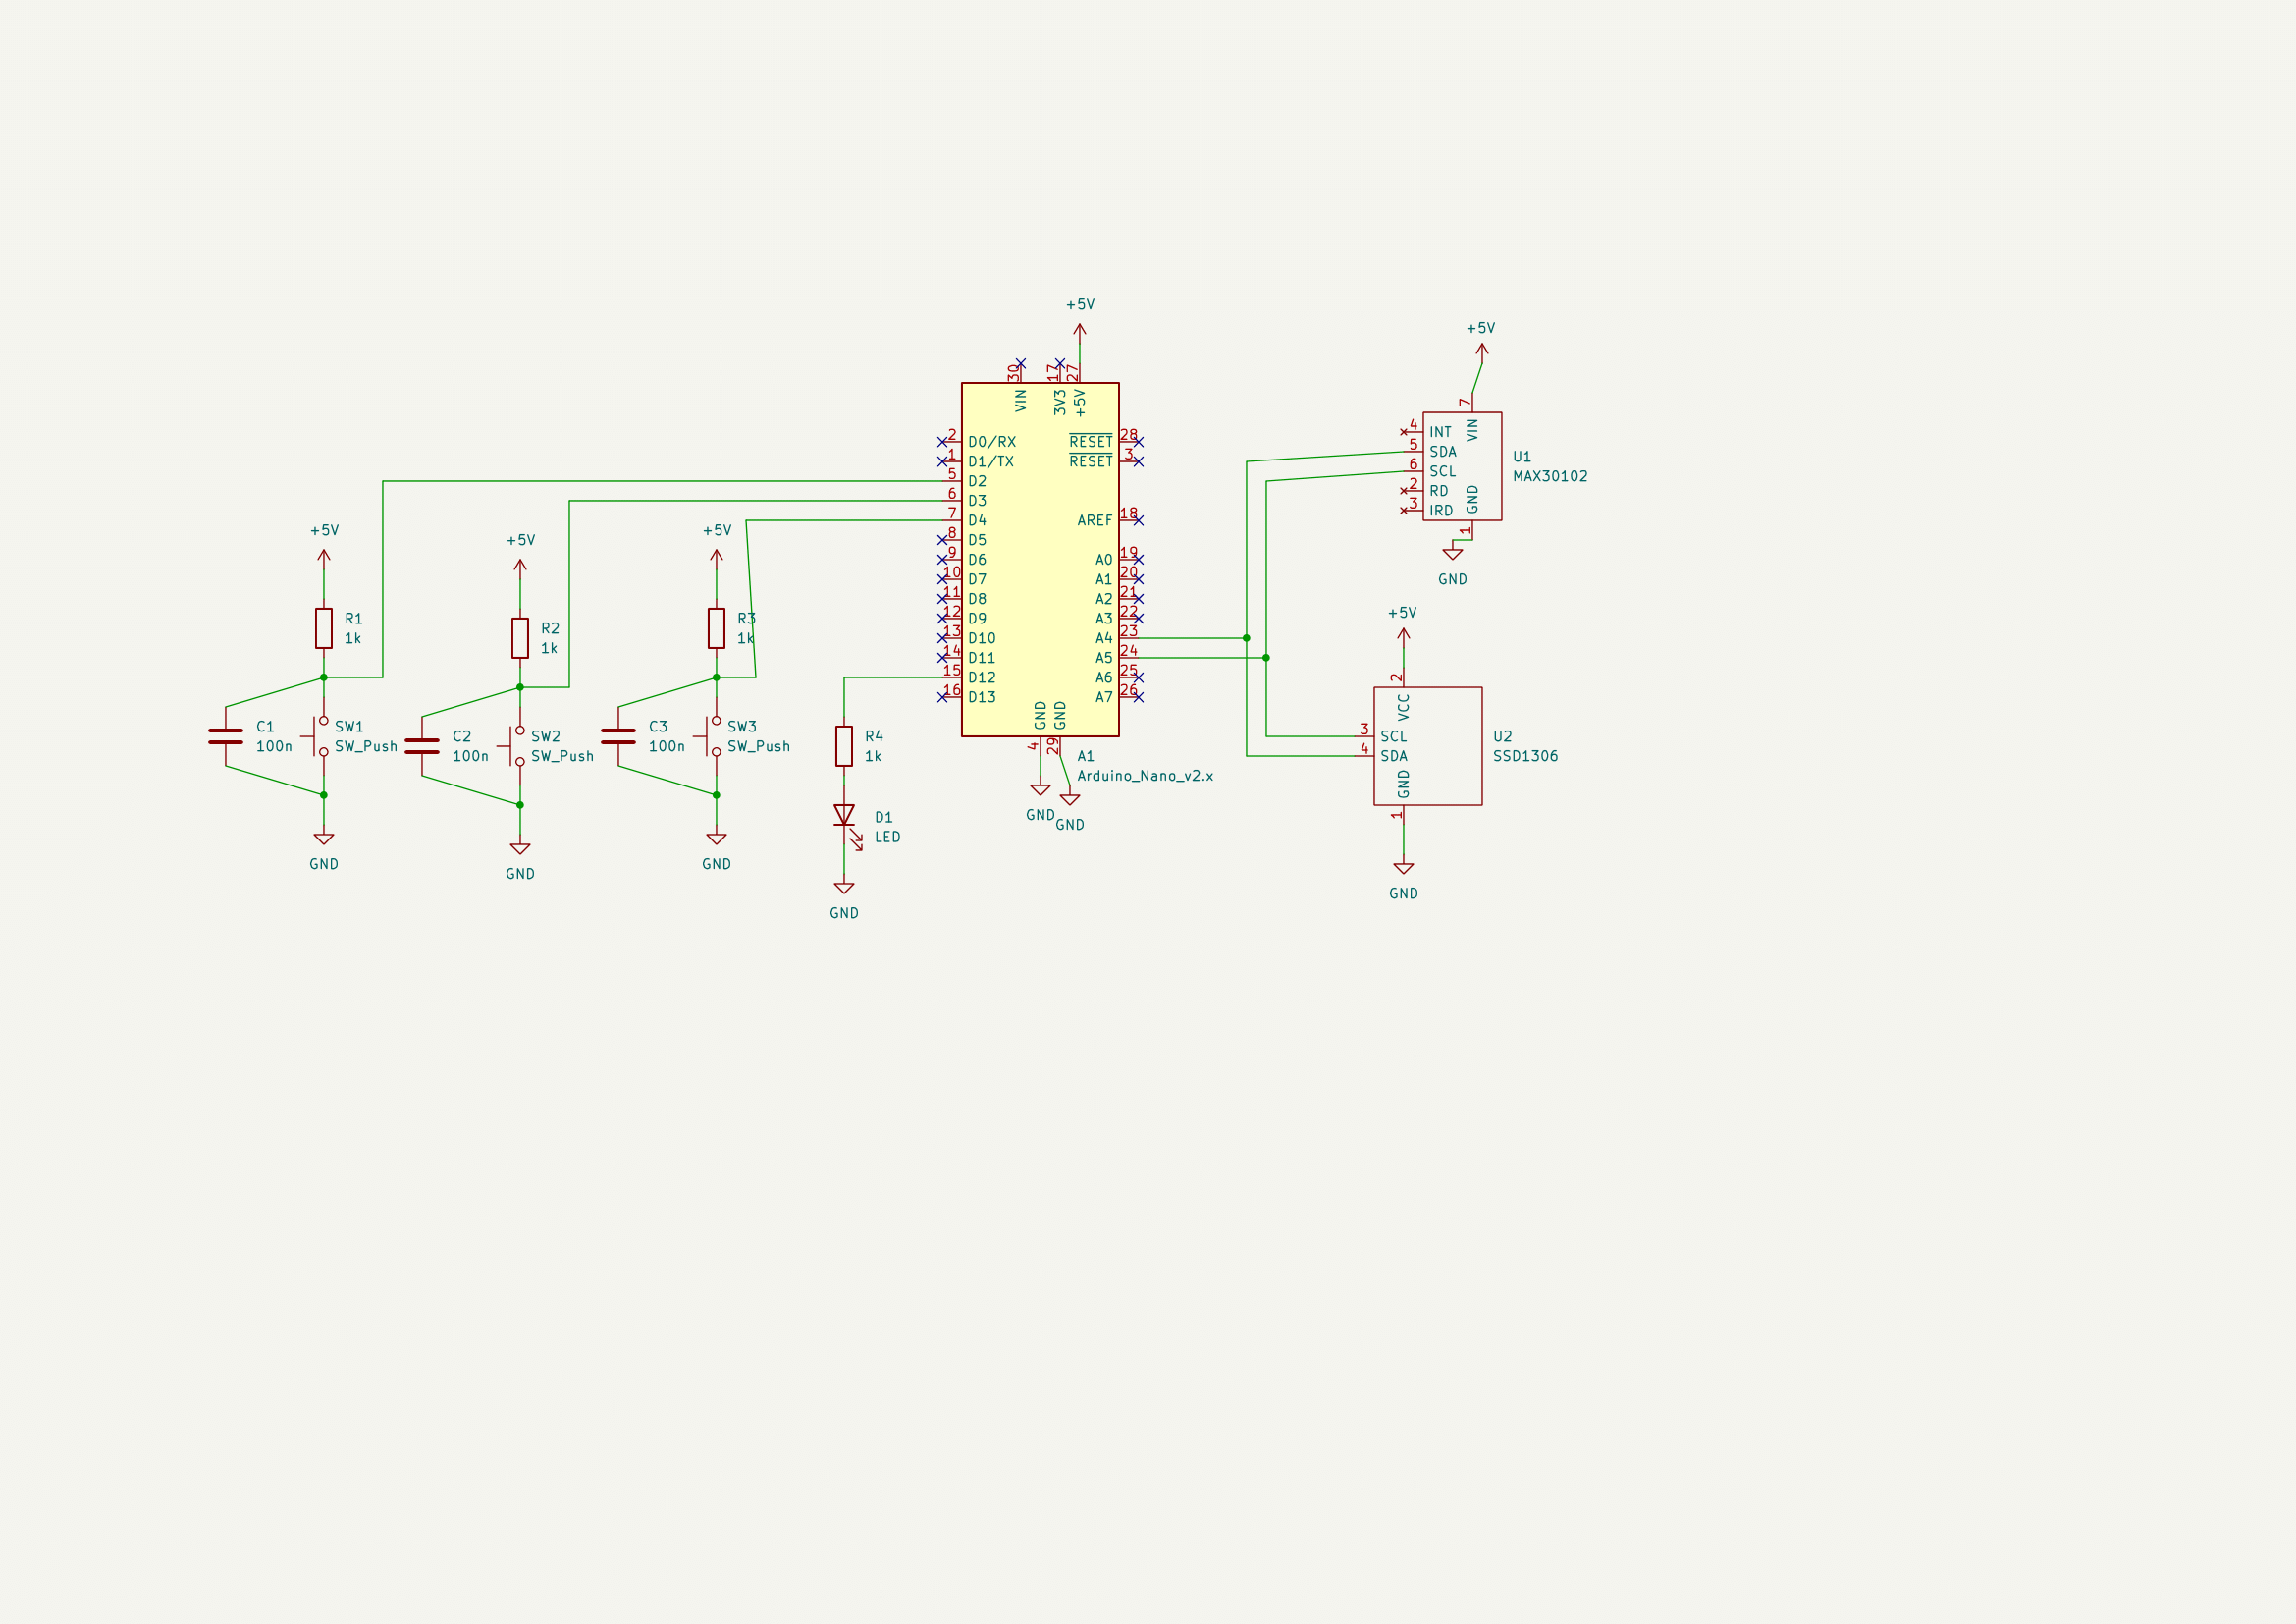 +5V
+5V
30
17
27
VIN
3V3
+5V
2 D0/RX
1 D1/TX
5 D2
6 D3
7 D4
8 D5
9 D6
10 D7
11 D8
12 D9
13 D10
14 D11
15 D12
16 D13
RESET 28
RESET 3
AREF 18
A0 19
A1 20
A2 21
A3 22
A4 23
A5 24
A6 25
A7 26
GND
GND
4
29
A1
Arduino_Nano_v2.x
GND
GND
7
VIN
4 INT
5 SDA
6 SCL
2 RD
3 IRD
GND
1
U1
MAX30102
GND
+5V
2
VCC
3 SCL
4 SDA
GND
1
U2
SSD1306
GND
+5V
R1
1k
C1
100n
SW1
SW_Push
GND
+5V
R2
1k
C2
100n
SW2
SW_Push
GND
+5V
R3
1k
C3
100n
SW3
SW_Push
GND
R4
1k
D1
LED
GND